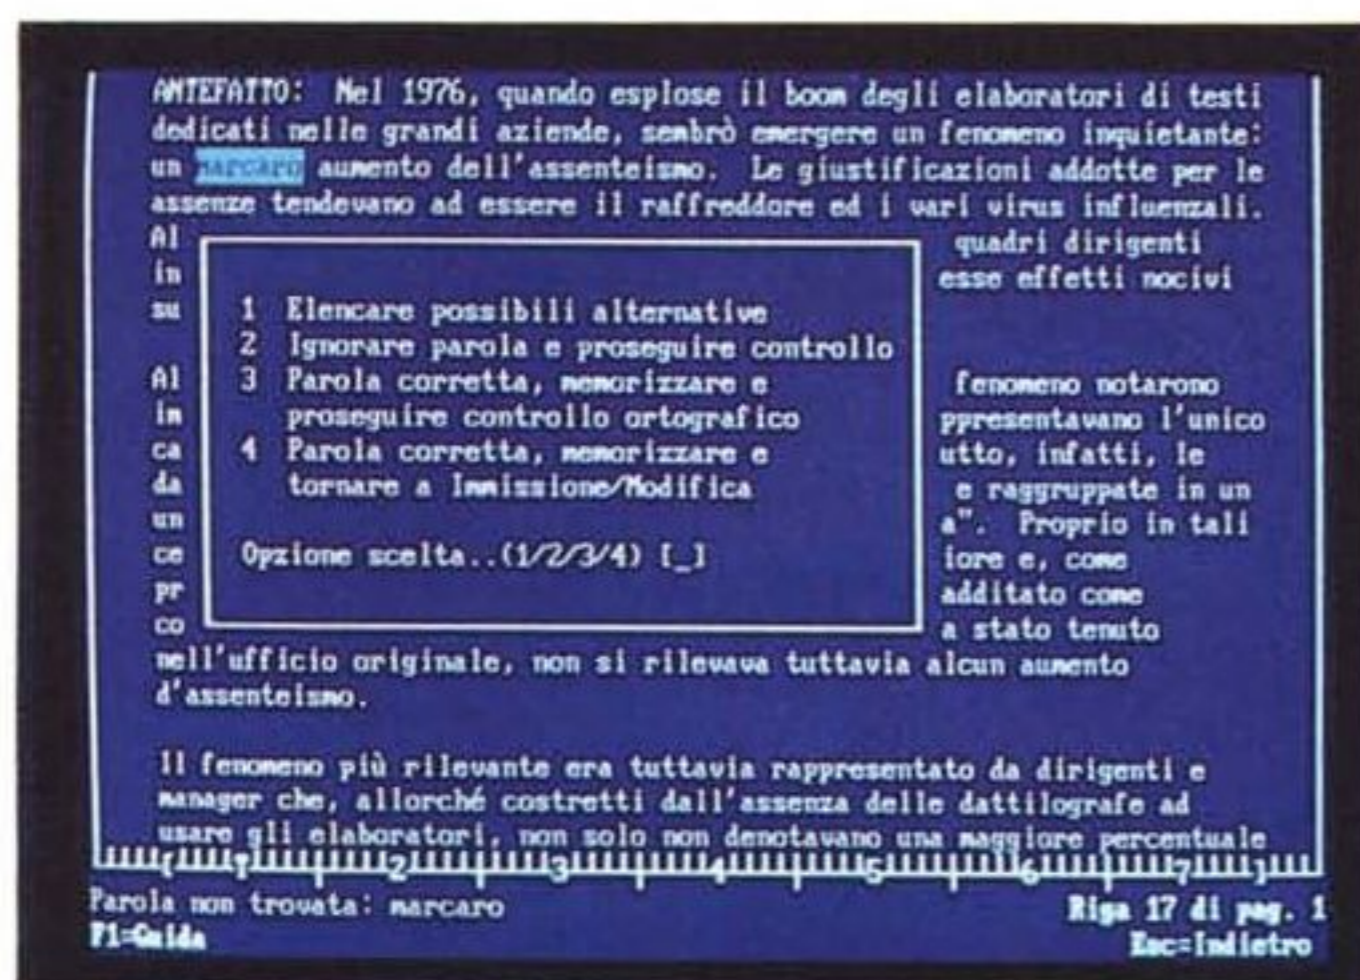 ANTEFATTO: Nel 1976, quando esplose il boom degli elaboratori di testi
dedicati nelle grandi aziende, sembrò emergere un fenomeno inquietante:
un marcaro aumento dell'assenteismo. Le giustificazioni addotte per le
assenze tendevano ad essere il raffreddore ed i vari virus influenzali.
Al quadri dirigenti
in esse effetti nocivi
su
1 Elencare possibili alternative
2 Ignorare parola e proseguire controllo
Al 3 Parola corretta, memorizzare e fenomeno notarono
im proseguire controllo ortografico ppresentavano l'unico
ca 4 Parola corretta, memorizzare e utto, infatti, le
da tornare a Immissione/Modifica e raggruppate in un
un a". Proprio in tali
ce Opzione scelta..(1/2/3/4) [_] iore e, come
pr additato come
co a stato tenuto
nell'ufficio originale, non si rilevava tuttavia alcun aumento
d'assenteismo.
Il fenomeno più rilevante era tuttavia rappresentato da dirigenti e
manager che, allorché costretti dall'assenza delle dattilografe ad
usare gli elaboratori, non solo non denotavano una maggiore percentuale
[ T 2 3 4 5 6 7 ]
Parola non trovata: marcaro Riga 17 di pag. 1
F1=Guida Esc=Indietro